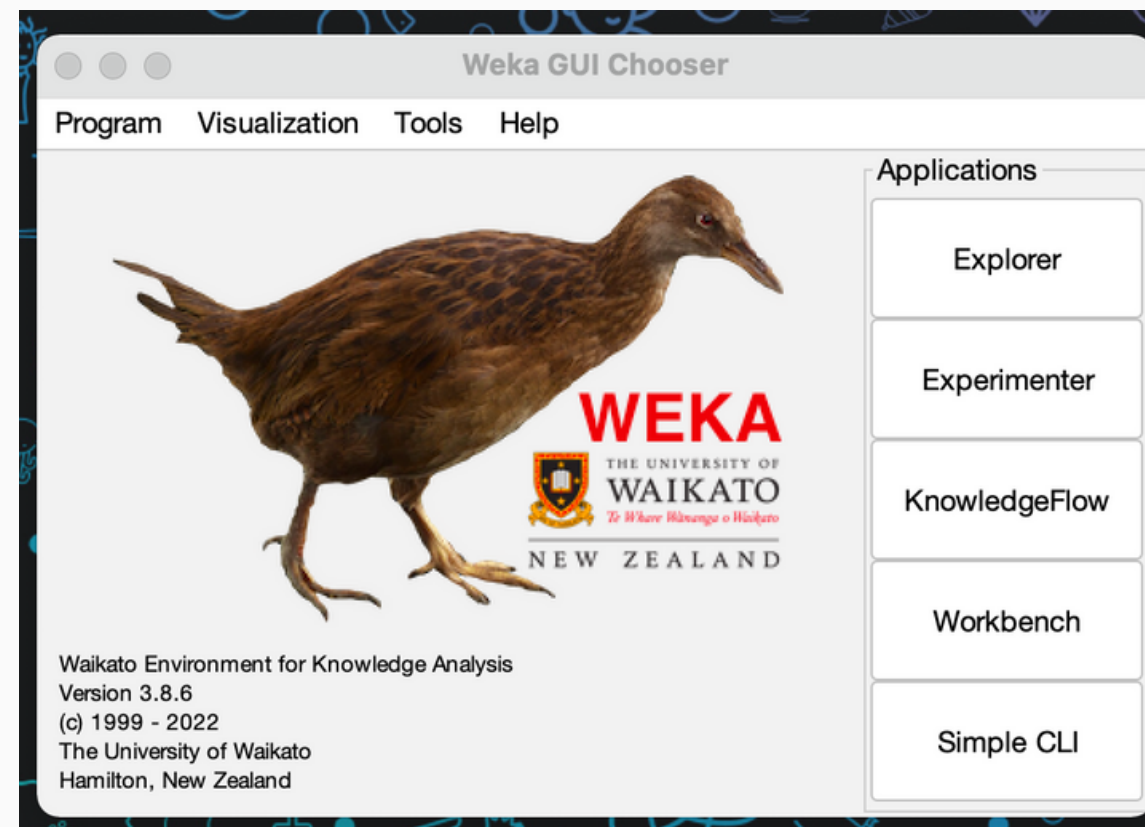 Weka GUI Chooser
Program Visualization Tools Help
Applications
Explorer
Experimenter
KnowledgeFlow
Workbench
Simple CLI
WEKA
THE UNIVERSITY OF
WAIKATO
Te Whare Wānanga o Waikato
NEW ZEALAND
Waikato Environment for Knowledge Analysis
Version 3.8.6
(c) 1999 - 2022
The University of Waikato
Hamilton, New Zealand